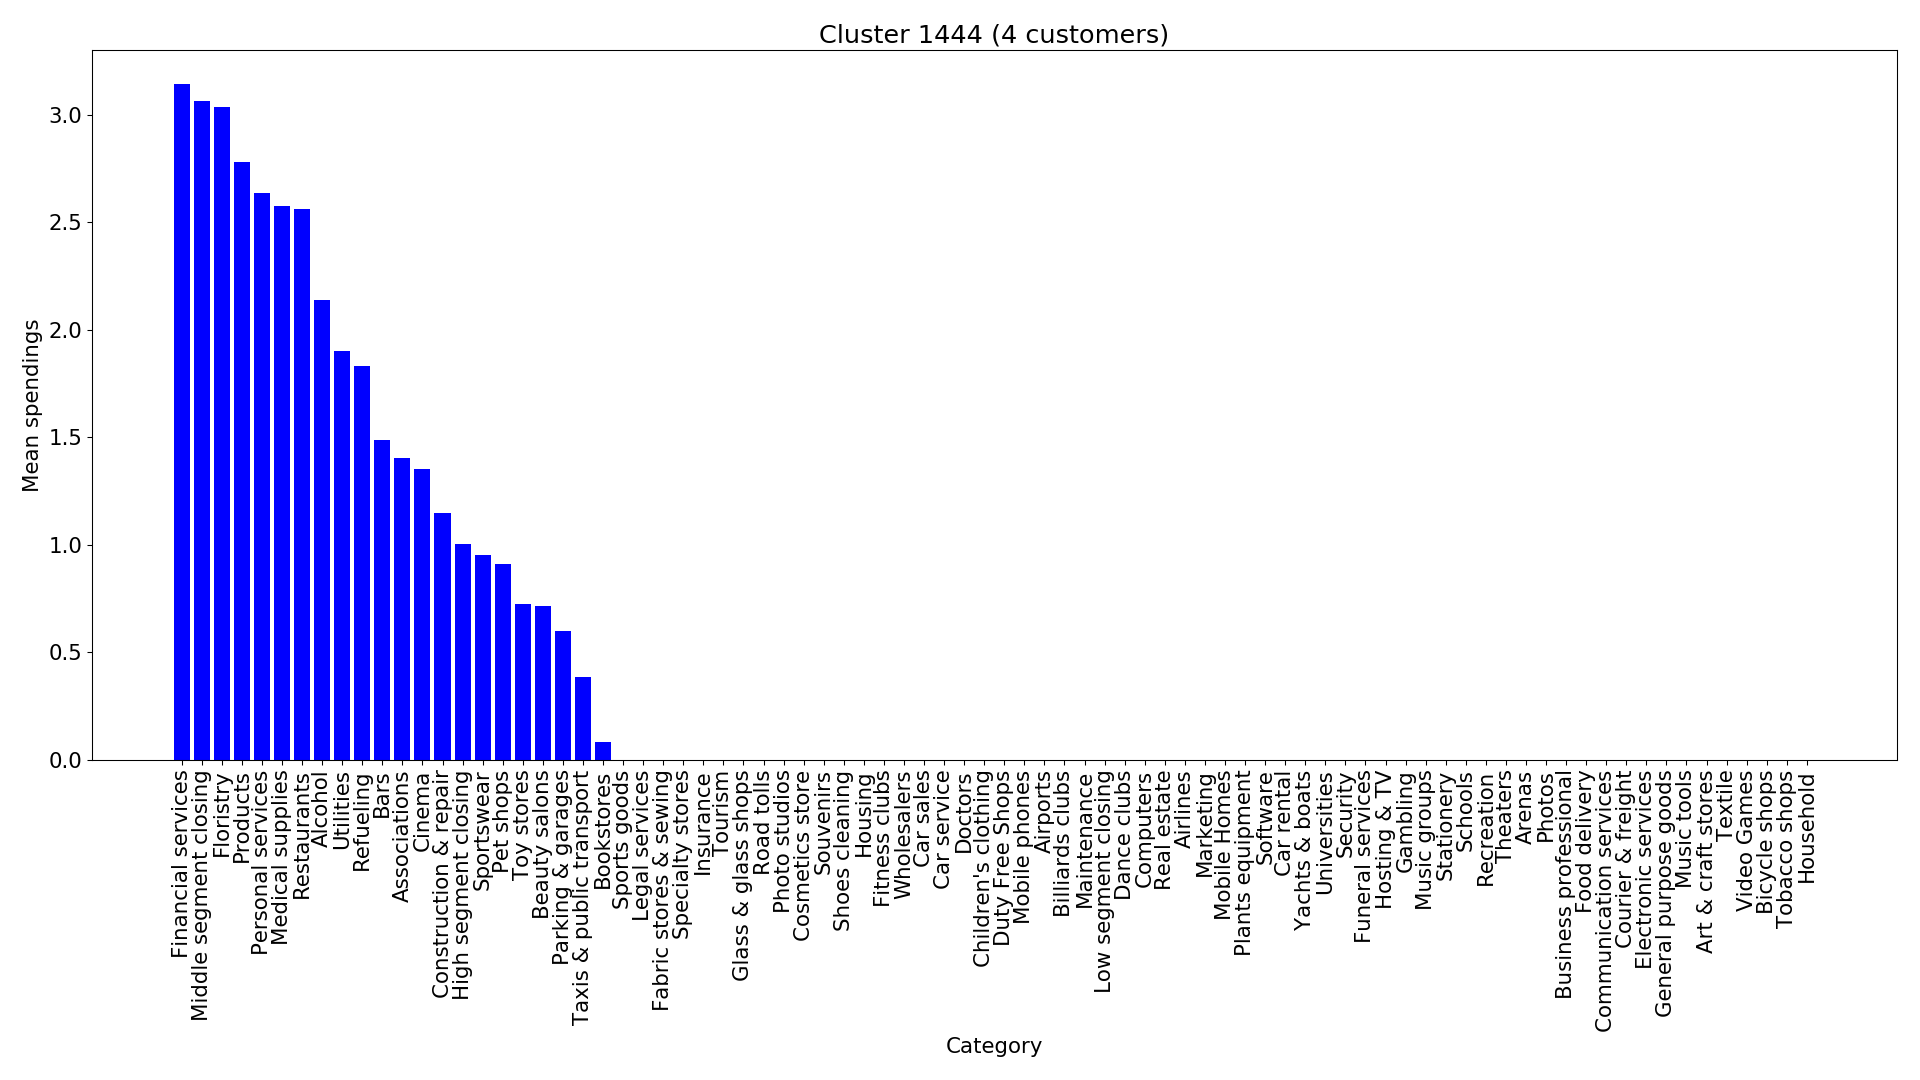 Cluster 1444 (4 customers)
Mean spendings
3.0
2.5
2.0
1.5
1.0
0.5
0.0
Financial services
Middle segment closing
Floristry
Products
Personal services
Medical supplies
Restaurants
Alcohol
Utilities
Refueling
Bars
Associations
Cinema
Construction & repair
High segment closing
Sportswear
Pet shops
Toy stores
Beauty salons
Parking & garages
Taxis & public transport
Bookstores
Sports goods
Legal services
Fabric stores & sewing
Specialty stores
Insurance
Tourism
Glass & glass shops
Road tolls
Photo studios
Cosmetics store
Souvenirs
Shoes cleaning
Housing
Fitness clubs
Wholesalers
Car sales
Car service
Doctors
Children's clothing
Duty Free Shops
Mobile phones
Airports
Billiards clubs
Maintenance
Low segment closing
Dance clubs
Computers
Real estate
Airlines
Marketing
Mobile Homes
Plants equipment
Software
Car rental
Yachts & boats
Universities
Security
Funeral services
Hosting & TV
Gambling
Music groups
Stationery
Schools
Recreation
Theaters
Arenas
Photos
Business professional
Food delivery
Communication services
Courier & freight
Electronic services
General purpose goods
Music tools
Art & craft stores
Textile
Video Games
Bicycle shops
Tobacco shops
Household
Category